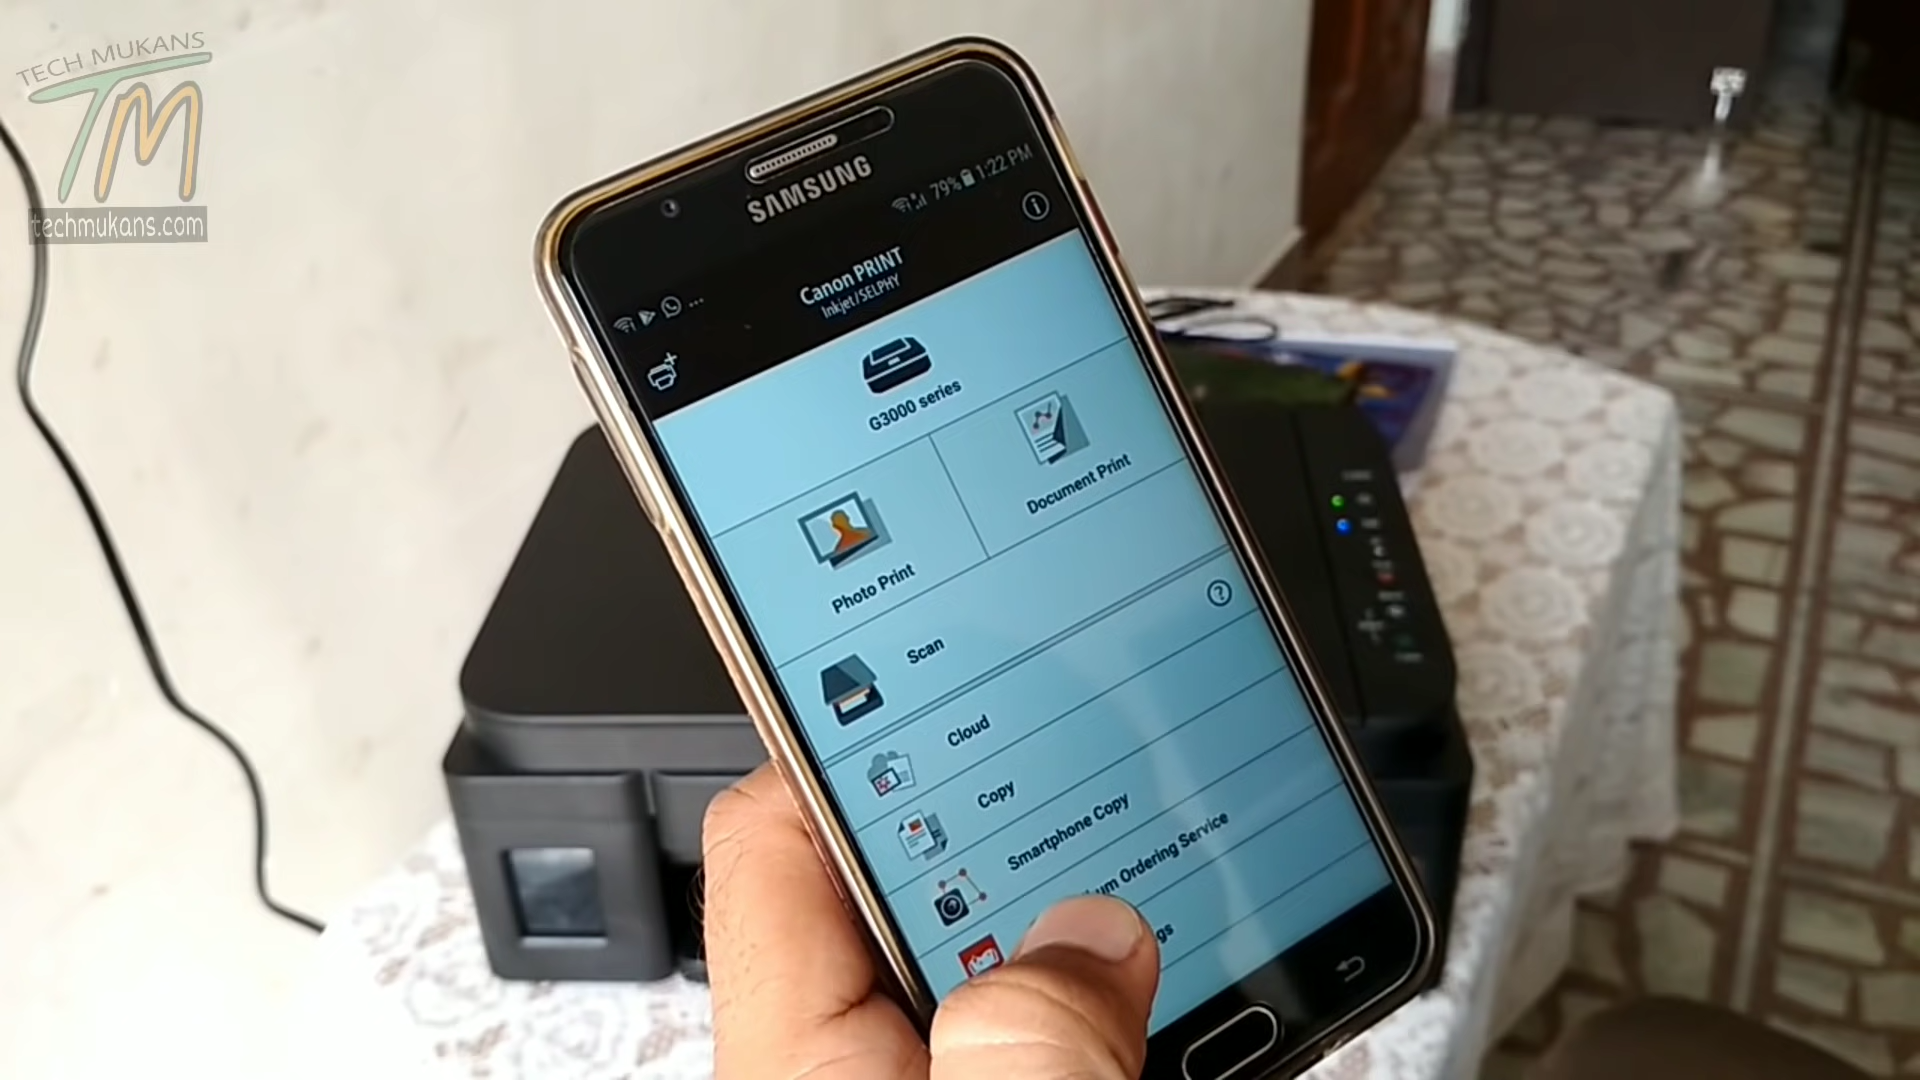 TECH MUKANS
TM
techmukans.com
SAMSUNG
79% 1:22 PM
Canon PRINT
Inkjet/SELPHY
G3000 series
Photo Print
Document Print
Scan
Cloud
Copy
Smartphone Copy
Ordering Service